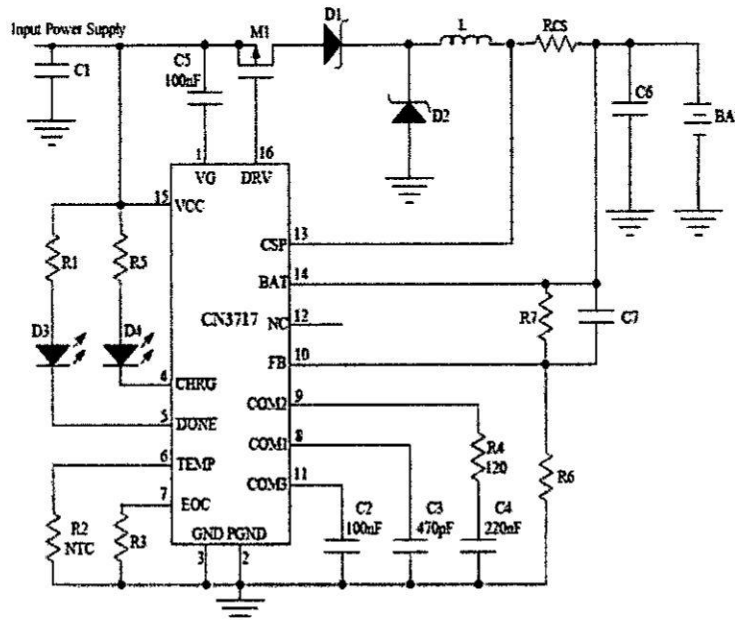 Input Power Supply
C1
C5
100nF
M1
D1
L
RCS
D2
C6
BA
1
VG
16
DRV
15
VCC
R1
R5
13
CSP
14
BAT
CN3717
12
NC
R7
C7
D3
D4
10
FB
4
CHRG
9
COM2
5
DONE
8
COM1
R4
120
6
TEMP
11
COM3
R6
7
EOC
R2
NTC
R3
GND PGND
3
2
C2
100nF
C3
470pF
C4
220nF